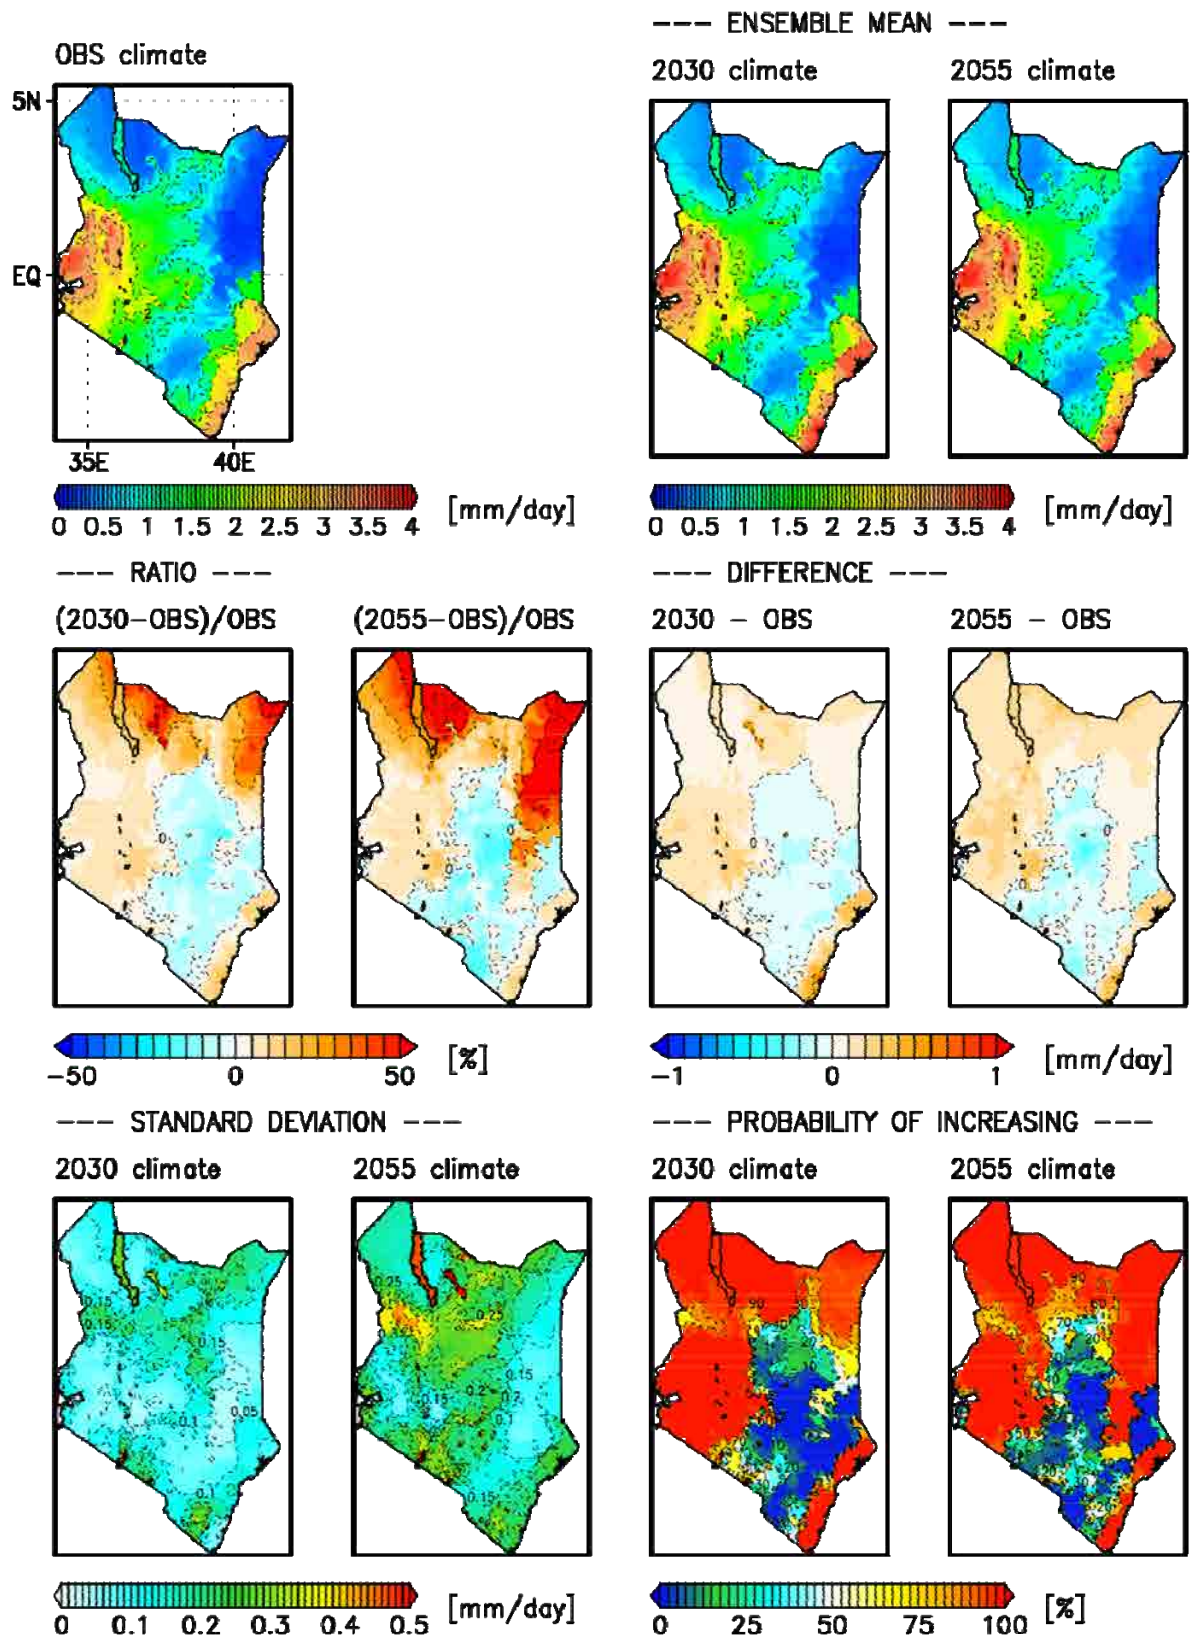 --- ENSEMBLE MEAN ---
OBS climate
2030 climate 2055 climate
5N
EQ
35E 40E
0 0.5 1 1.5 2 2.5 3 3.5 4 [mm/day]
0 0.5 1 1.5 2 2.5 3 3.5 4 [mm/day]
--- RATIO ---
--- DIFFERENCE ---
(2030-OBS)/OBS (2055-OBS)/OBS
2030 - OBS 2055 - OBS
-50 0 50 [%]
-1 0 1 [mm/day]
--- STANDARD DEVIATION ---
--- PROBABILITY OF INCREASING ---
2030 climate 2055 climate
2030 climate 2055 climate
0 0.1 0.2 0.3 0.4 0.5 [mm/day]
0 25 50 75 100 [%]